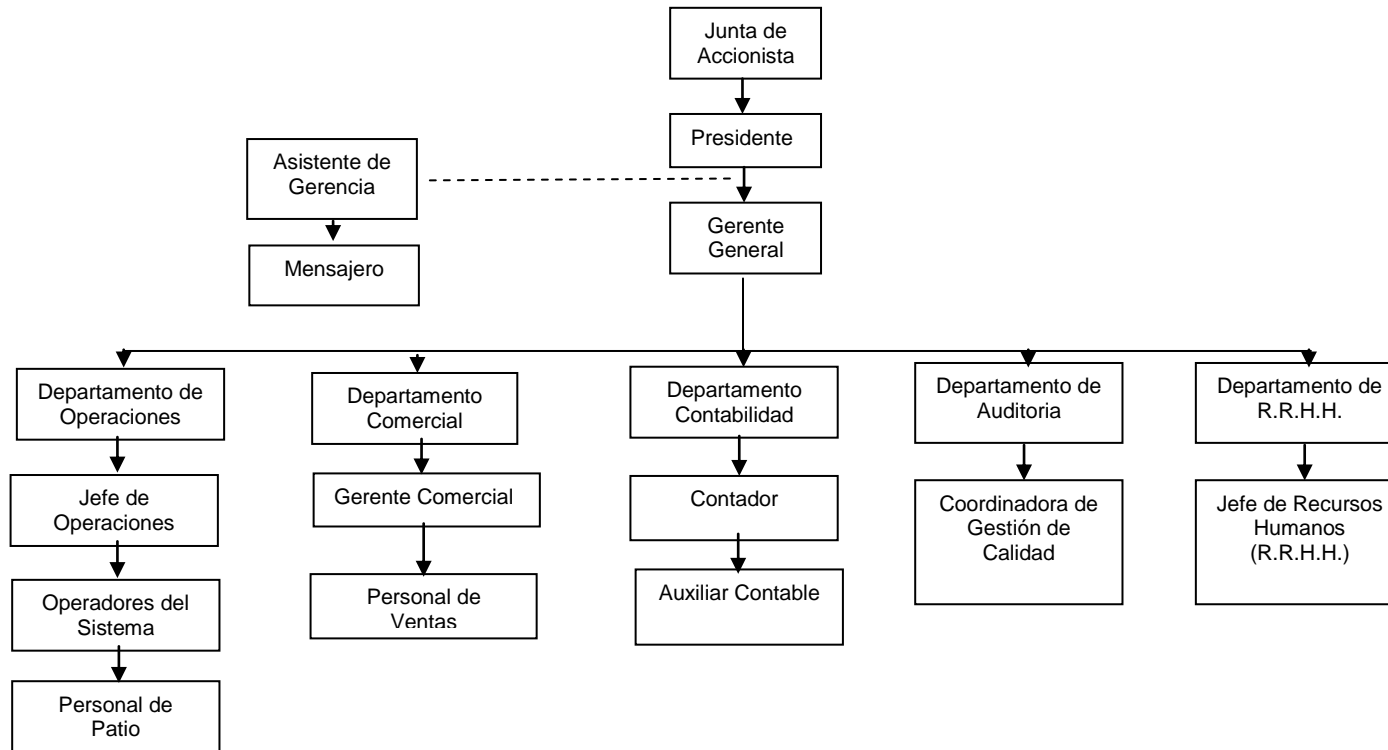 Junta de
Accionista
Presidente
Asistente de
Gerencia
Gerente
General
Mensajero
Departamento de
Operaciones
Departamento
Comercial
Departamento
Contabilidad
Departamento de
Auditoria
Departamento de
R.R.H.H.
Jefe de
Operaciones
Gerente Comercial
Contador
Coordinadora de
Gestión de
Calidad
Jefe de Recursos
Humanos
(R.R.H.H.)
Operadores del
Sistema
Personal de
Ventas
Auxiliar Contable
Personal de
Patio